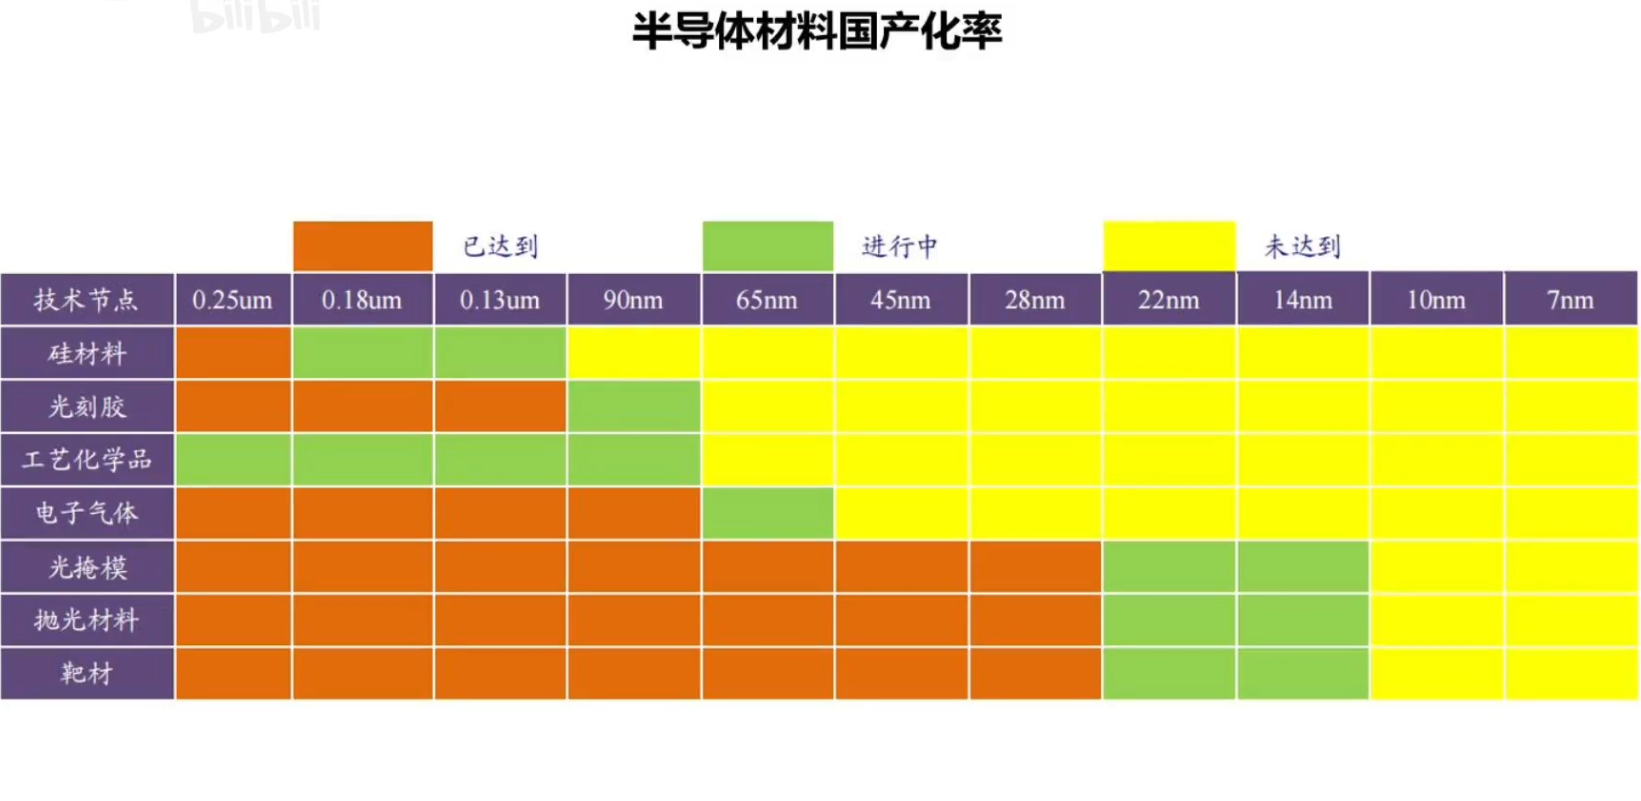 bilibili
半导体材料国产化率
已达到 进行中 未达到
技术节点 0.25um 0.18um 0.13um 90nm 65nm 45nm 28nm 22nm 14nm 10nm 7nm
硅材料
光刻胶
工艺化学品
电子气体
光掩模
抛光材料
靶材